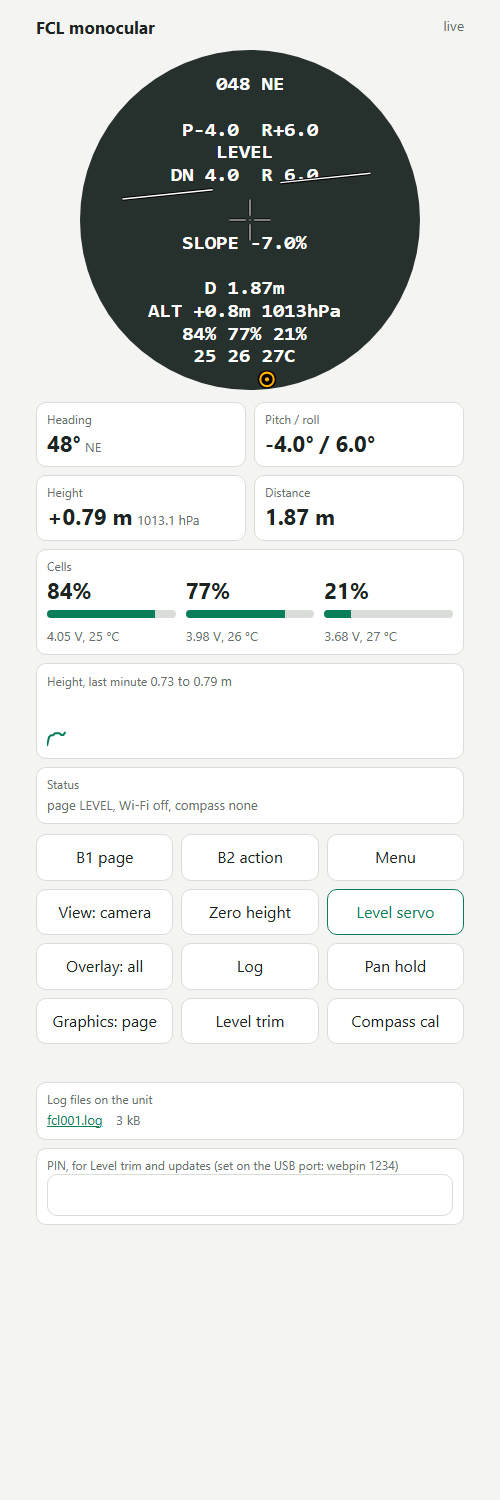 FCL monocular live
048 NE
P-4.0 R+6.0
LEVEL
DN 4.0 R 6.0
SLOPE -7.0%
D 1.87m
ALT +0.8m 1013hPa
84% 77% 21%
25 26 27C
Heading
48° NE
Pitch / roll
-4.0° / 6.0°
Height
+0.79 m 1013.1 hPa
Distance
1.87 m
Cells
84% 77% 21%
4.05 V, 25 °C 3.98 V, 26 °C 3.68 V, 27 °C
Height, last minute 0.73 to 0.79 m
Status
page LEVEL, Wi-Fi off, compass none
B1 page B2 action Menu
View: camera Zero height Level servo
Overlay: all Log Pan hold
Graphics: page Level trim Compass cal
Log files on the unit
fcl001.log 3 kB
PIN, for Level trim and updates (set on the USB port: webpin 1234)